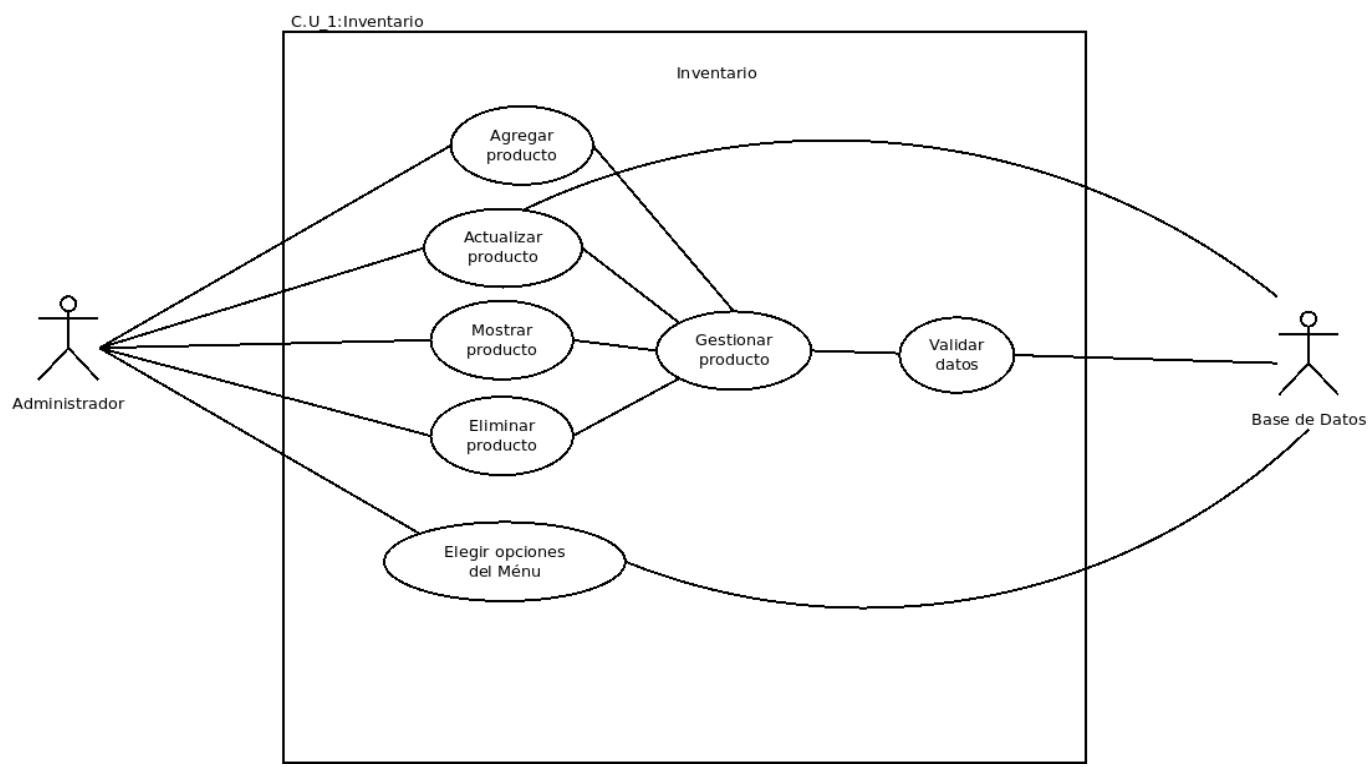 C.U_1:Inventario
Inventario
Agregar
producto
Actualizar
producto
Mostrar
producto
Gestionar
producto
Validar
datos
Eliminar
producto
Elegir opciones
del Ménu
Administrador
Base de Datos